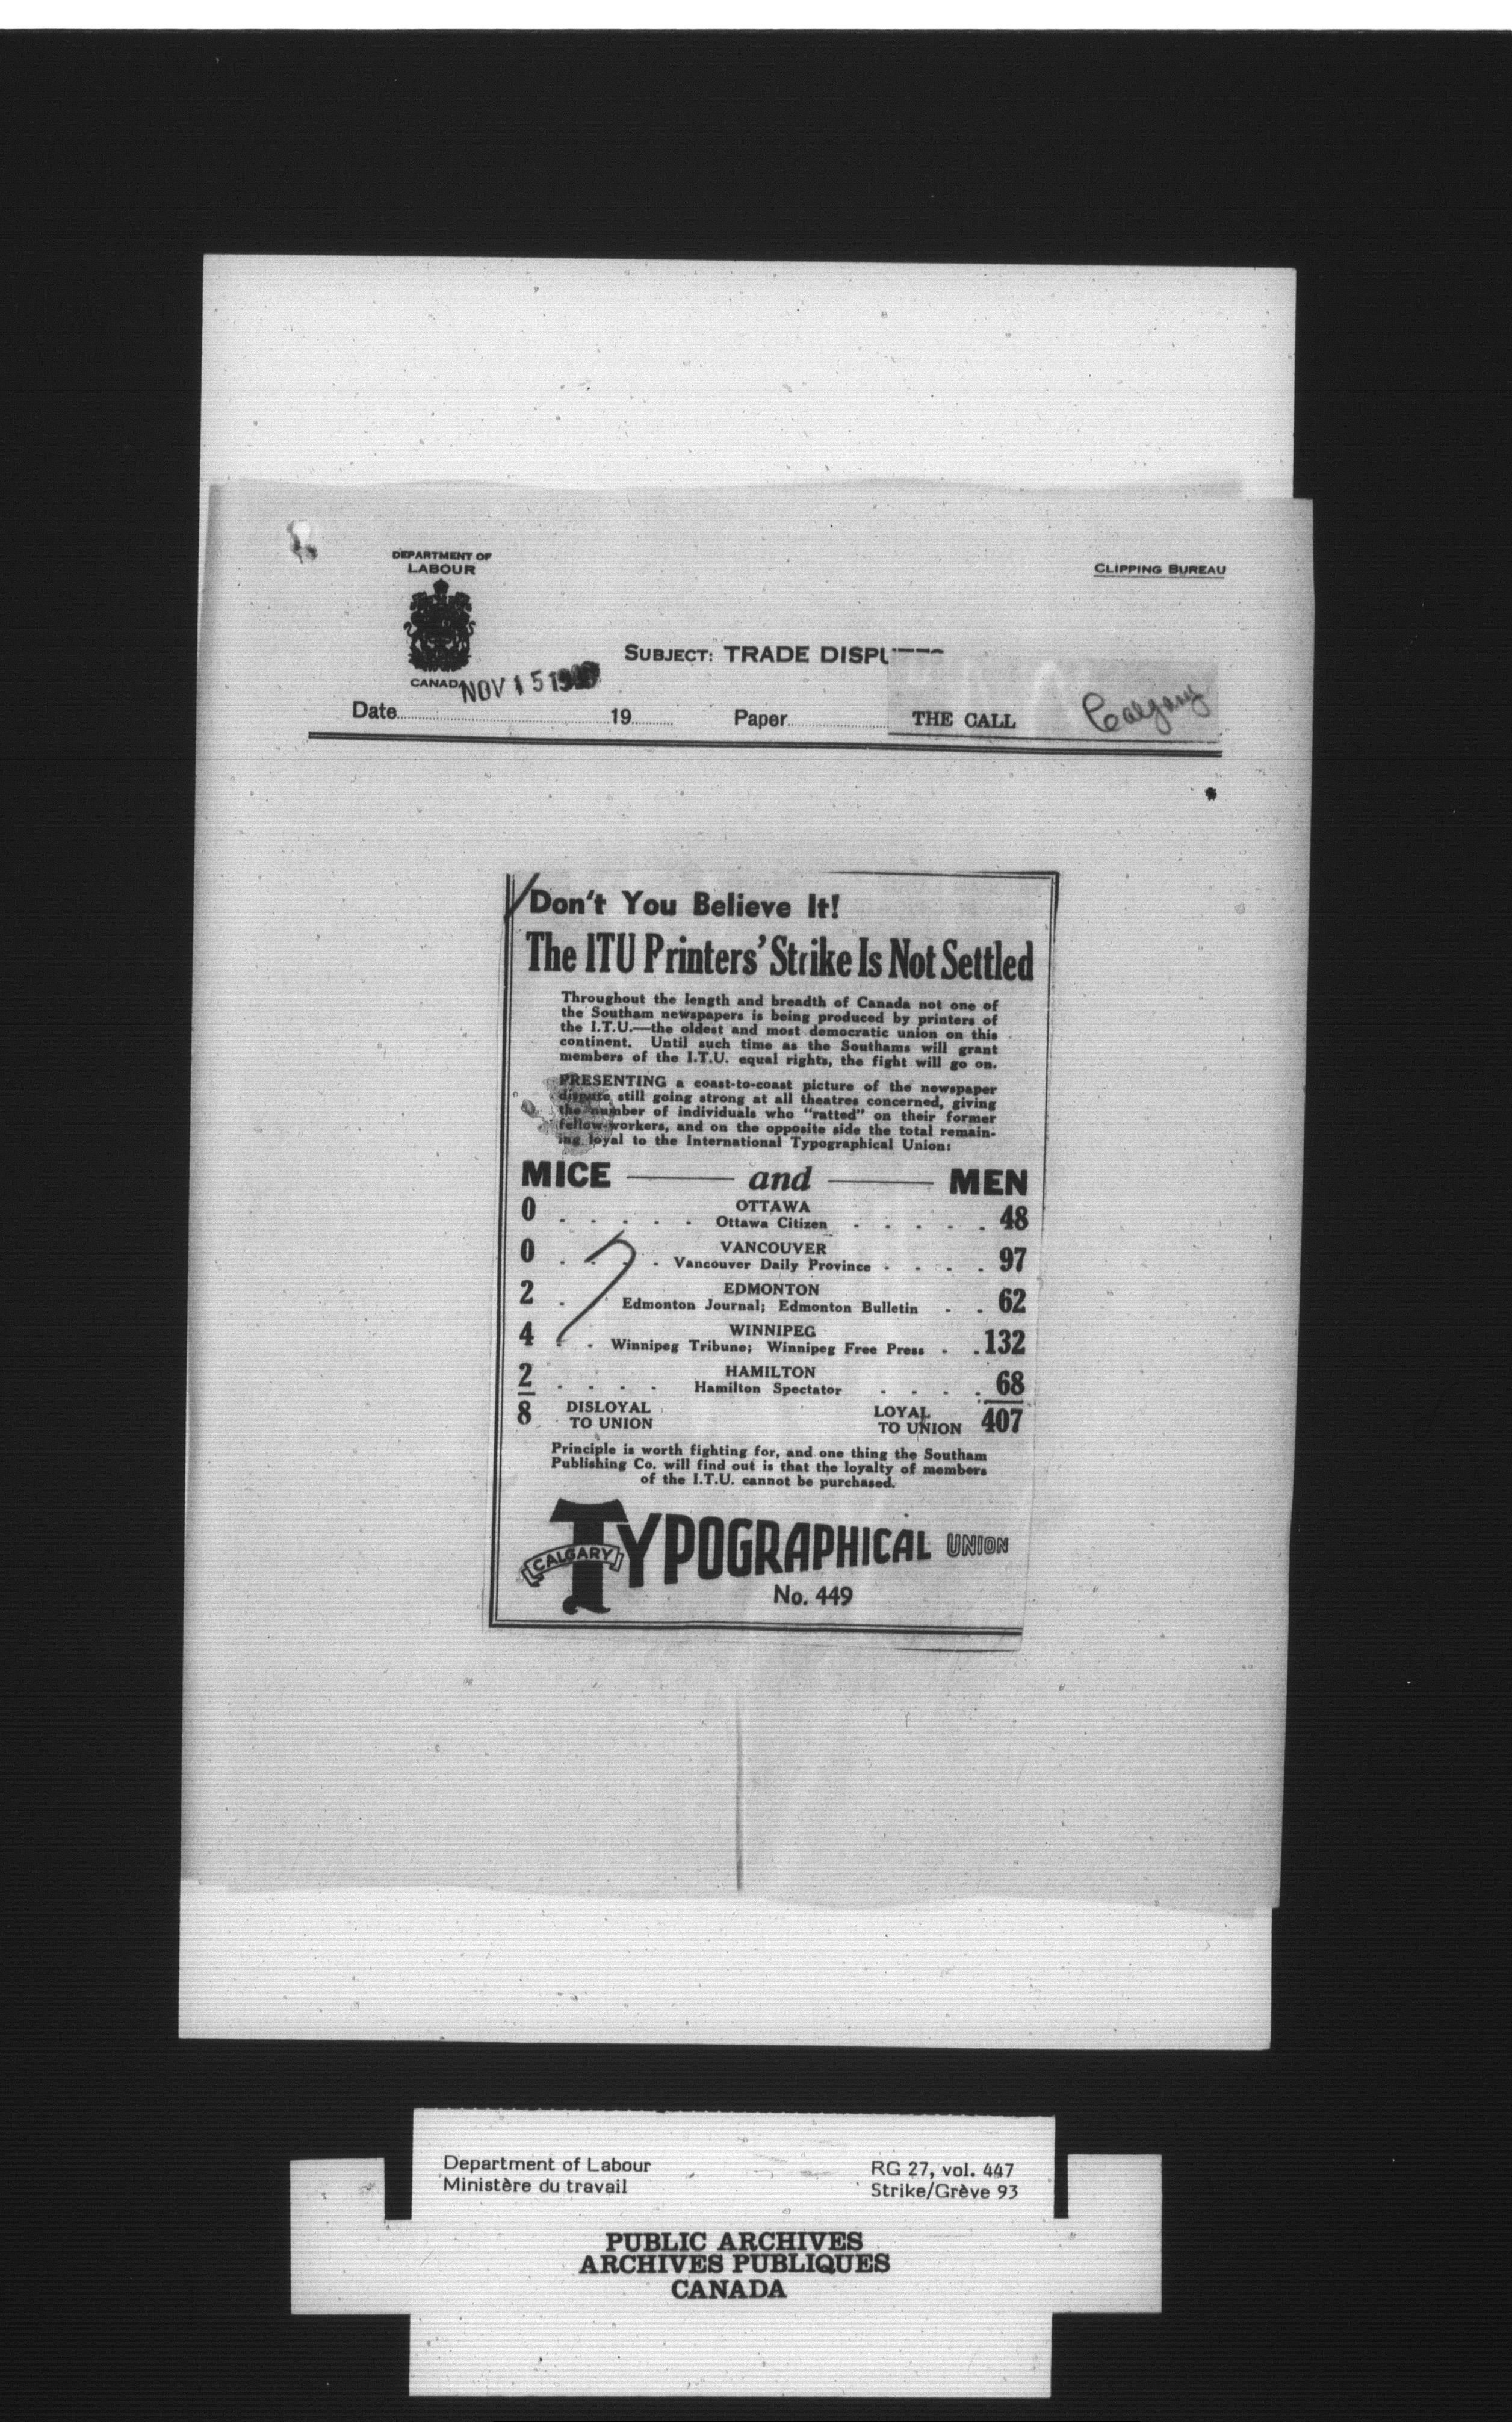 DEPARTMENT OF
LABOUR
CANADA
CLIPPING BUREAU
SUBJECT: TRADE
NOV 15
Date 19 Paper THE CALL Calgary
Don't You Believe It!
The ITU Printers' Strike Is Not Settled
Throughout the length and breadth of Canada not one of
the Southam newspapers is being produced by printers of
the I.T.U.—the oldest and most democratic union on this
continent. Until such time as the Southams will grant
members of the I.T.U. equal rights, the fight will go on.
PRESENTING a coast-to-coast picture of the newspaper
dispute still going strong at all theatres concerned, giving
the number of individuals who "ratted" on their former
fellow-workers, and on the opposite side the total remain-
ing loyal to the International Typographical Union:
MICE —— and —— MEN
OTTAWA
0 . . . . . Ottawa Citizen . . . . . 48
VANCOUVER
0 . . . . Vancouver Daily Province . . . . 97
EDMONTON
2 . Edmonton Journal; Edmonton Bulletin . . 62
WINNIPEG
4 . . Winnipeg Tribune; Winnipeg Free Press . . 132
HAMILTON
2 . . . . Hamilton Spectator . . . . 68
8 DISLOYAL LOYAL 407
TO UNION TO UNION
Principle is worth fighting for, and one thing the Southam
Publishing Co. will find out is that the loyalty of members
of the I.T.U. cannot be purchased.
CALGARY TYPOGRAPHICAL UNION
No. 449
Department of Labour RG 27, vol. 447
Ministère du travail Strike/Grève 93
PUBLIC ARCHIVES
ARCHIVES PUBLIQUES
CANADA